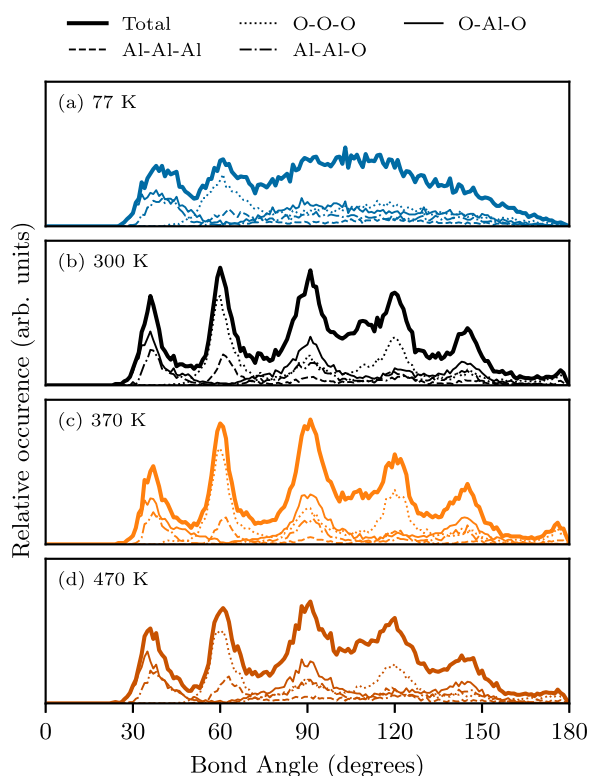 Total
O-O-O
O-Al-O
Al-Al-Al
Al-Al-O
(a) 77 K
(b) 300 K
(c) 370 K
(d) 470 K
Relative occurence (arb. units)
0 30 60 90 120 150 180
Bond Angle (degrees)